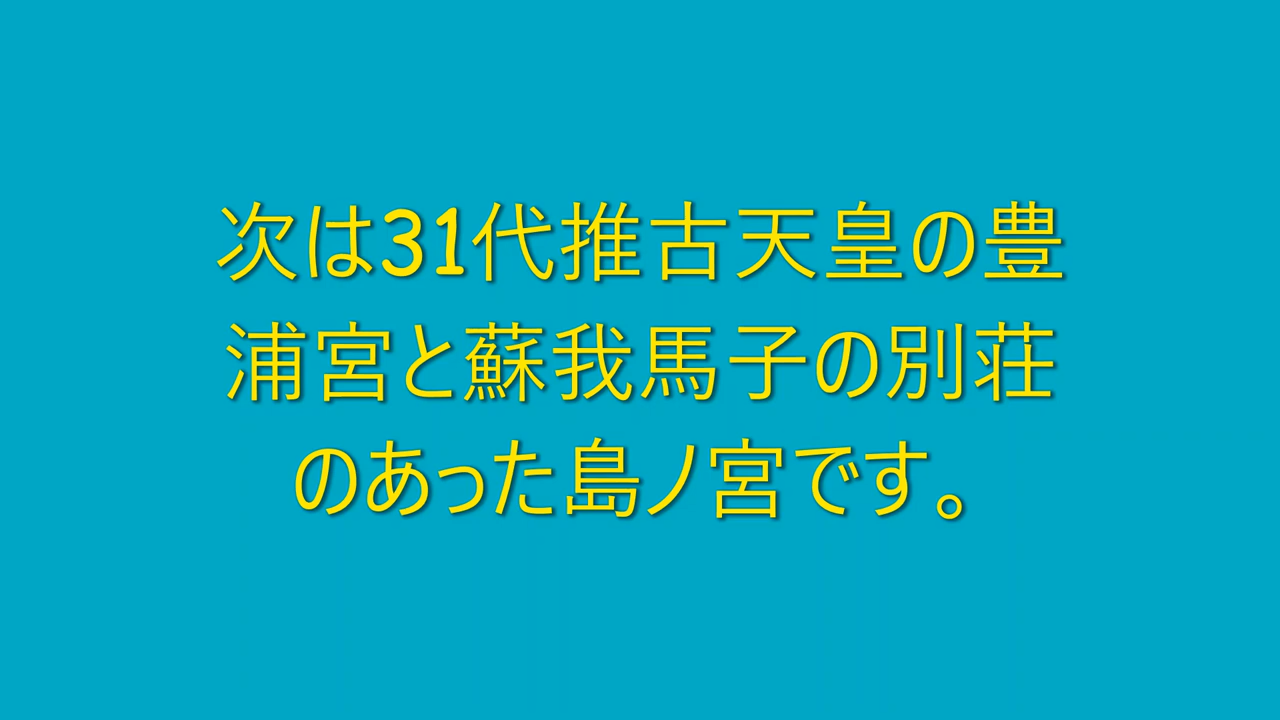 次は31代推古天皇の豊
浦宮と蘇我馬子の別荘
のあった島ノ宮です。